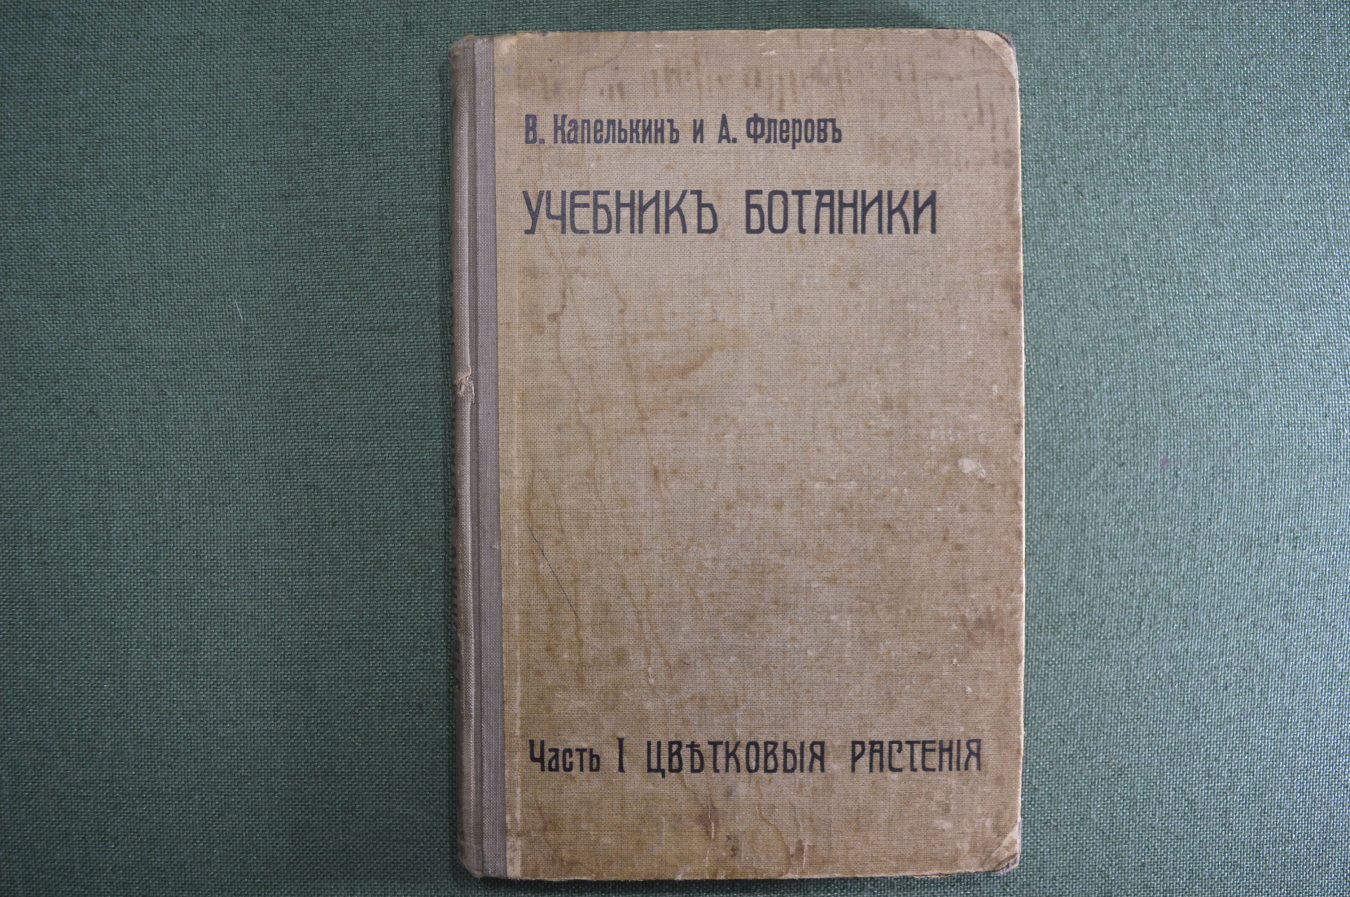 В. Капелькинъ и А. Флеровъ
УЧЕБНИКЪ БОТАНИКИ
Часть I ЦВѢТКОВЫЯ РАСТЕНІЯ